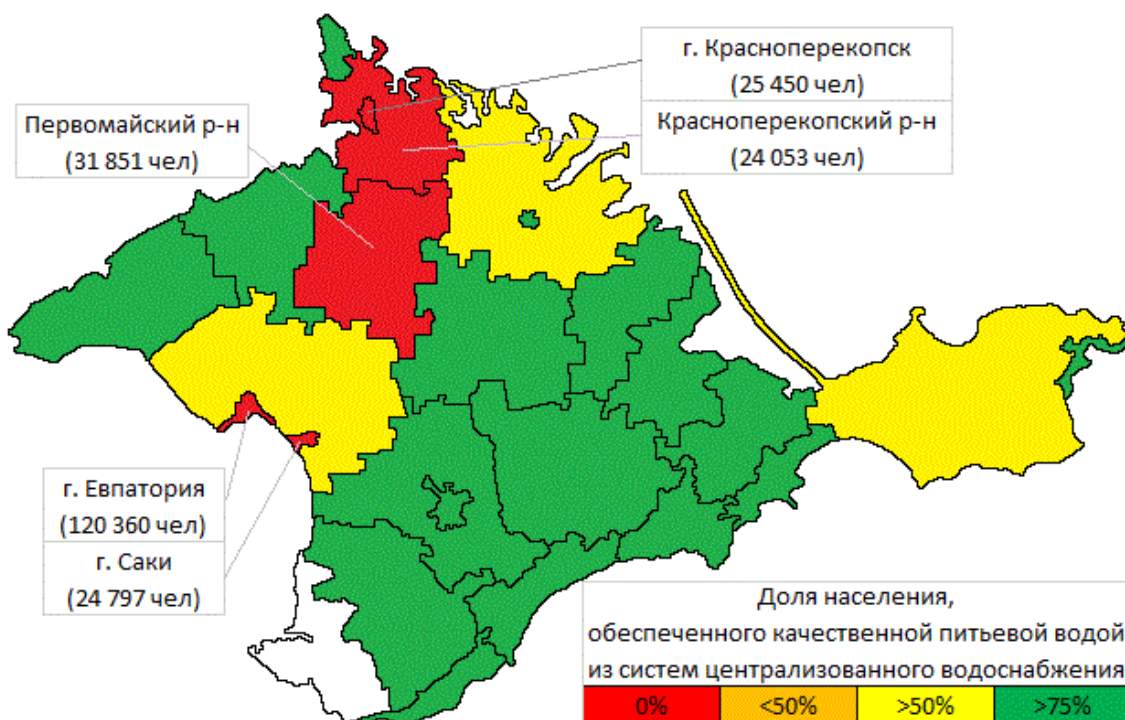 г. Красноперекопск
(25 450 чел)
Красноперекопский р-н
(24 053 чел)
Первомайский р-н
(31 851 чел)
г. Евпатория
(120 360 чел)
г. Саки
(24 797 чел)
Доля населения,
обеспеченного качественной питьевой водой
из систем централизованного водоснабжения
0% <50% >50% >75%